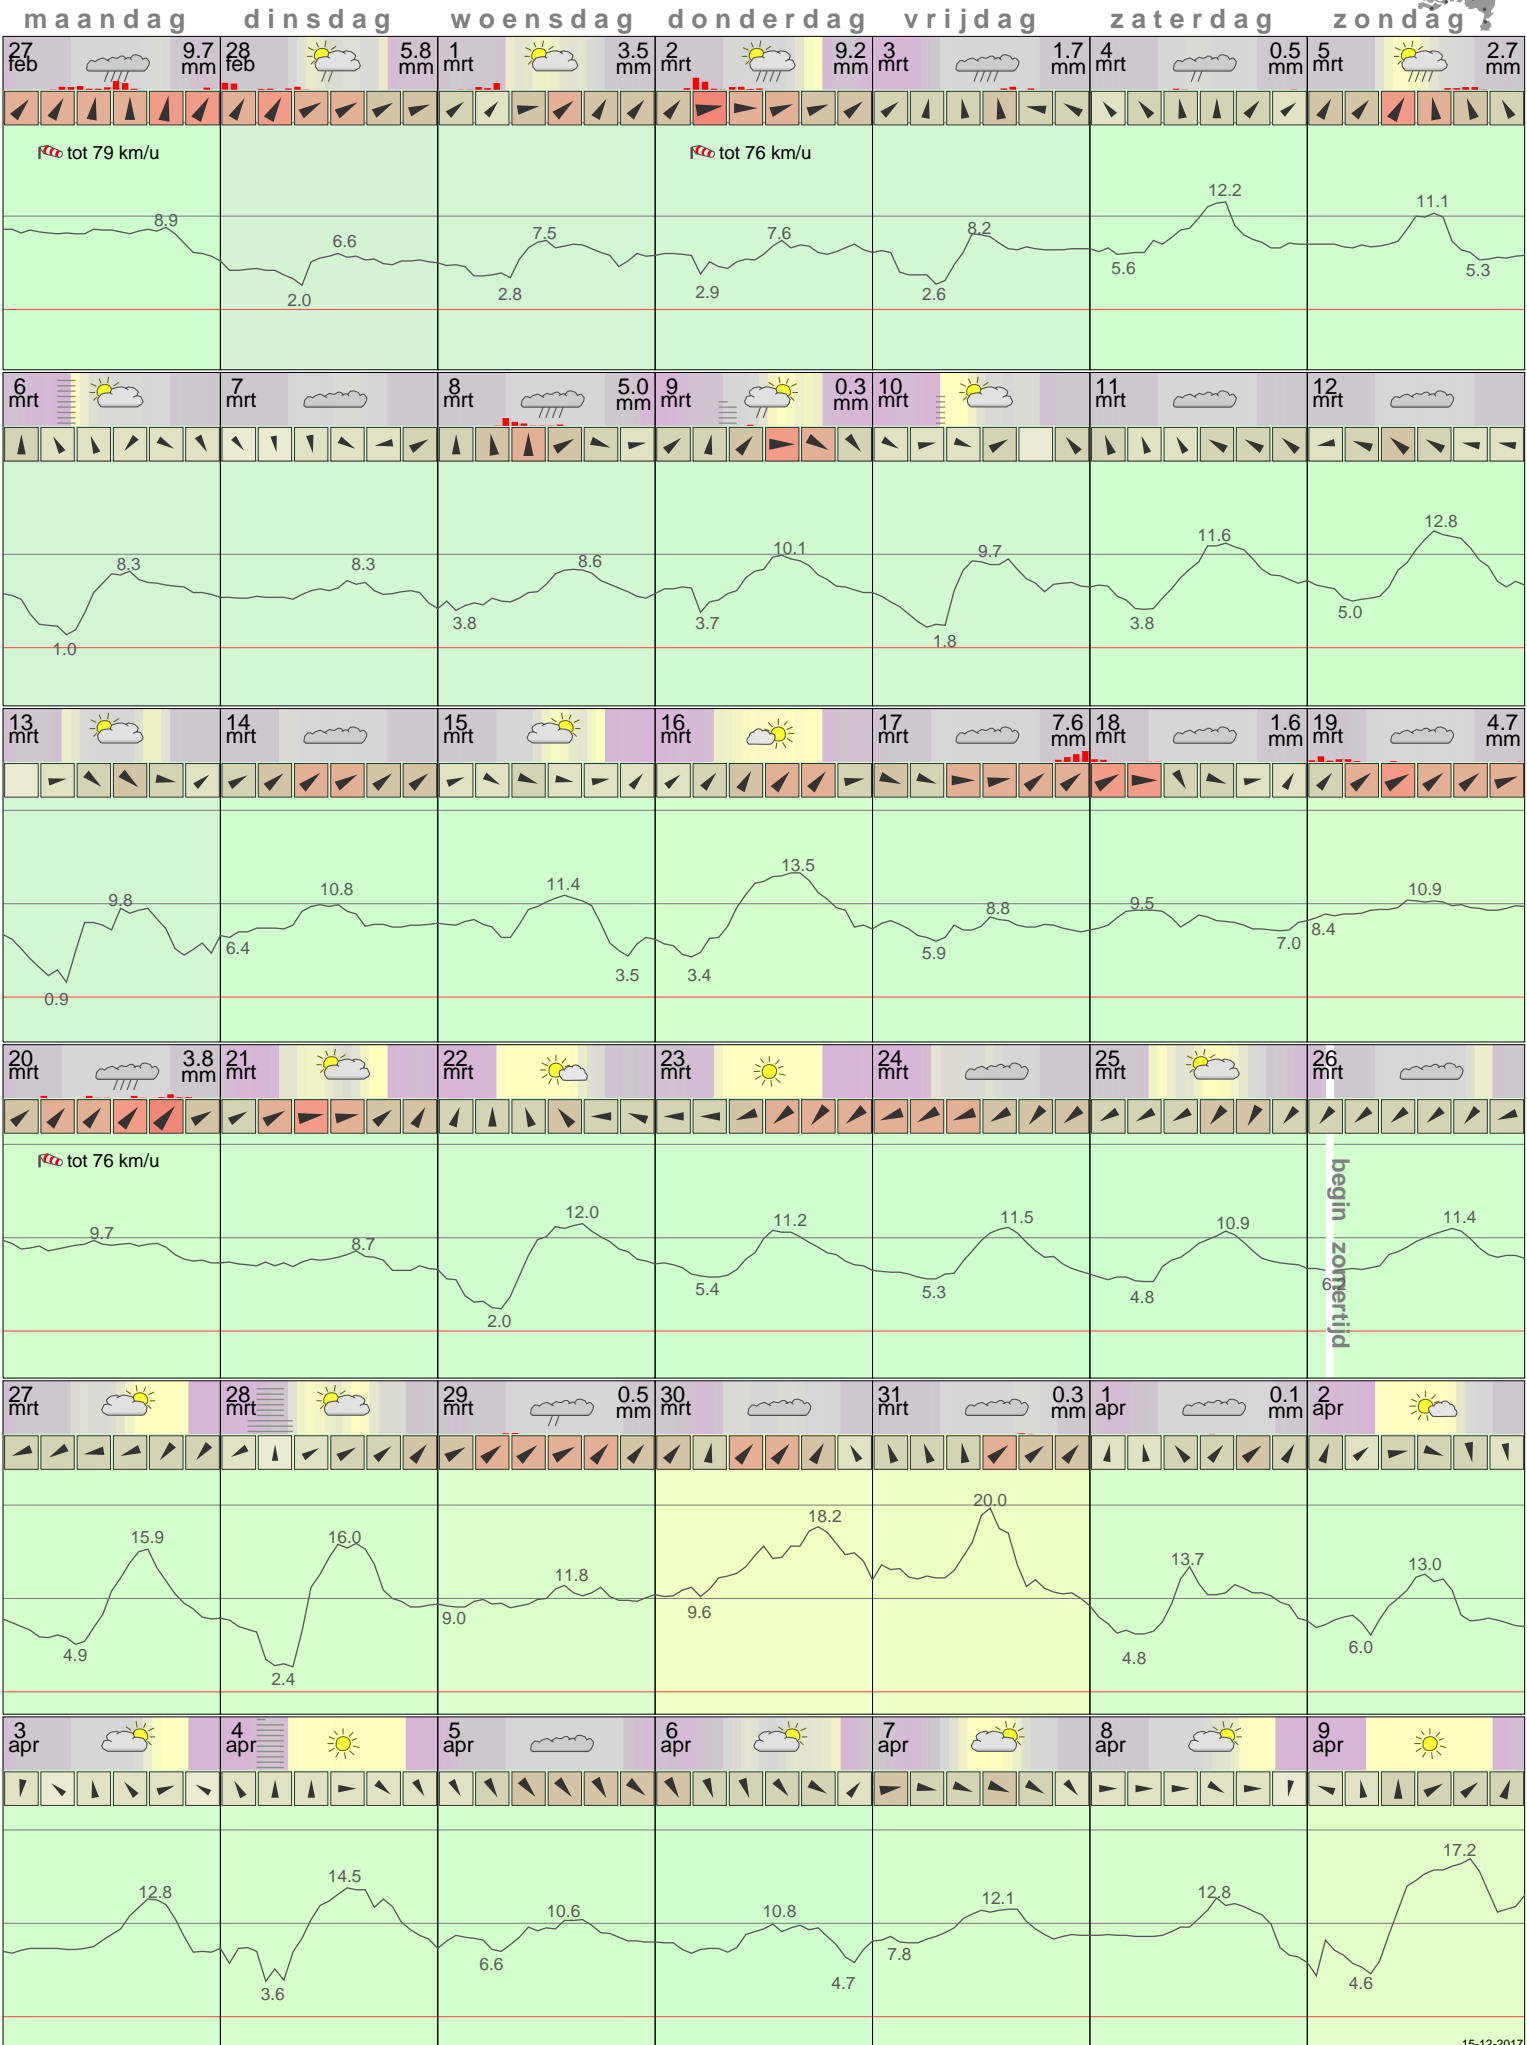 maandag dinsdag woensdag donderdag vrijdag zaterdag zondag
27 feb 9.7 mm 28 feb 5.8 mm 1 mrt 3.5 mm 2 mrt 9.2 mm 3 mrt 1.7 mm 4 mrt 0.5 mm 5 mrt 2.7 mm
tot 79 km/u tot 76 km/u
8.9 2.0 6.6 2.8 7.5 2.9 7.6 2.6 8.2 5.6 12.2 11.1 5.3
6 mrt 7 mrt 8 mrt 5.0 mm 9 mrt 0.3 mm 10 mrt 11 mrt 12 mrt
1.0 8.3 8.3 3.8 8.6 3.7 10.1 1.8 9.7 3.8 11.6 5.0 12.8
13 mrt 14 mrt 15 mrt 16 mrt 17 mrt 7.6 mm 18 mrt 1.6 mm 19 mrt 4.7 mm
0.9 9.8 6.4 10.8 11.4 3.5 3.4 13.5 5.9 8.8 9.5 7.0 8.4 10.9
20 mrt 3.8 mm 21 mrt 22 mrt 23 mrt 24 mrt 25 mrt 26 mrt
tot 76 km/u
begin zomertijd
9.7 8.7 2.0 12.0 5.4 11.2 5.3 11.5 4.8 10.9 11.4
27 mrt 28 mrt 29 mrt 0.5 mm 30 mrt 31 mrt 0.3 mm 1 apr 0.1 mm 2 apr
4.9 15.9 2.4 16.0 9.0 11.8 9.6 18.2 20.0 4.8 13.7 6.0 13.0
3 apr 4 apr 5 apr 6 apr 7 apr 8 apr 9 apr
12.8 3.6 14.5 6.6 10.6 10.8 4.7 7.8 12.1 12.8 4.6 17.2
15-12-2017